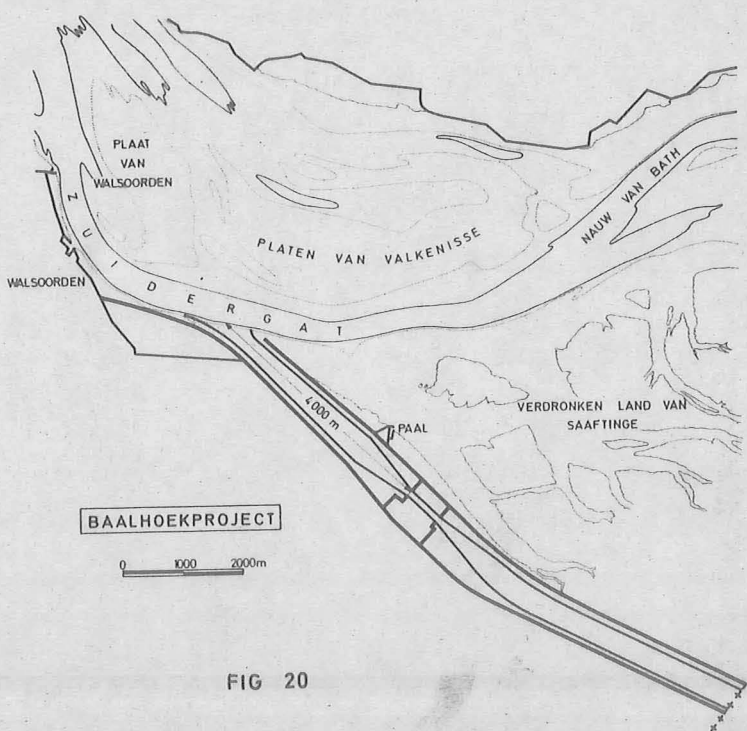 PLAAT
VAN
WALSOORDEN
ZUIDERGAT
WALSOORDEN
PLATEN VAN VALKENISSE
NAUW VAN BATH
4000 m
PAAL
VERDRONKEN LAND VAN
SAAFTINGE
BAALHOEKPROJECT
0 1000 2000m
FIG 20